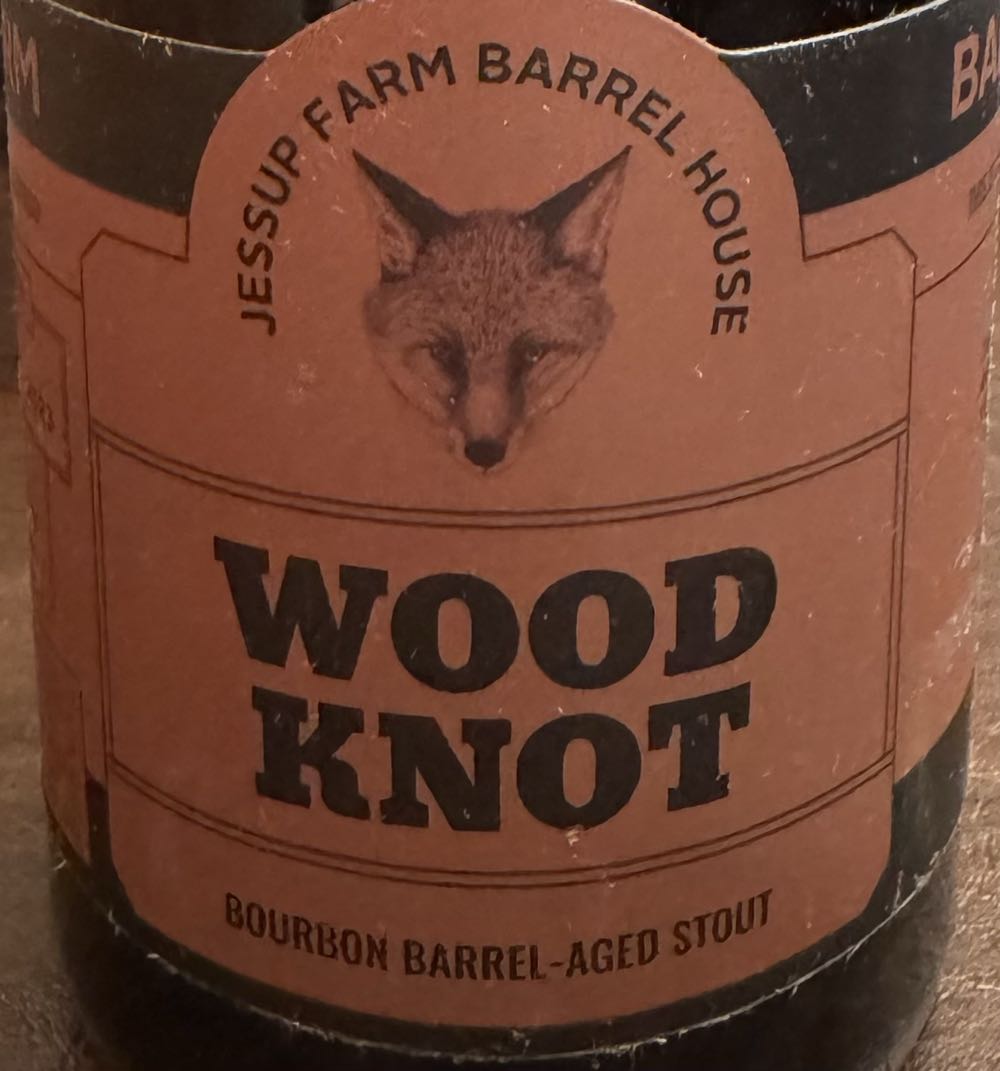 JESSUP FARM BARREL HOUSE
WOOD
KNOT
BOURBON BARREL-AGED STOUT